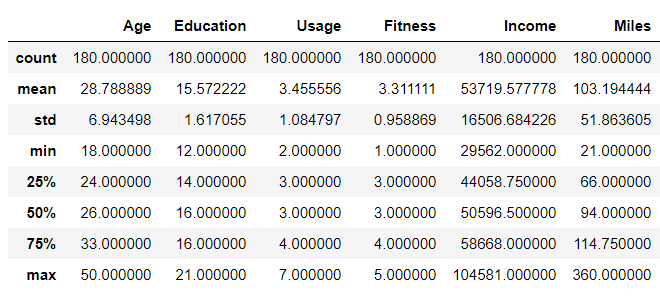 Age Education Usage Fitness Income Miles
count 180.000000 180.000000 180.000000 180.000000 180.000000 180.000000
mean 28.788889 15.572222 3.455556 3.311111 53719.577778 103.194444
std 6.943498 1.617055 1.084797 0.958869 16506.684226 51.863605
min 18.000000 12.000000 2.000000 1.000000 29562.000000 21.000000
25% 24.000000 14.000000 3.000000 3.000000 44058.750000 66.000000
50% 26.000000 16.000000 3.000000 3.000000 50596.500000 94.000000
75% 33.000000 16.000000 4.000000 4.000000 58668.000000 114.750000
max 50.000000 21.000000 7.000000 5.000000 104581.000000 360.000000